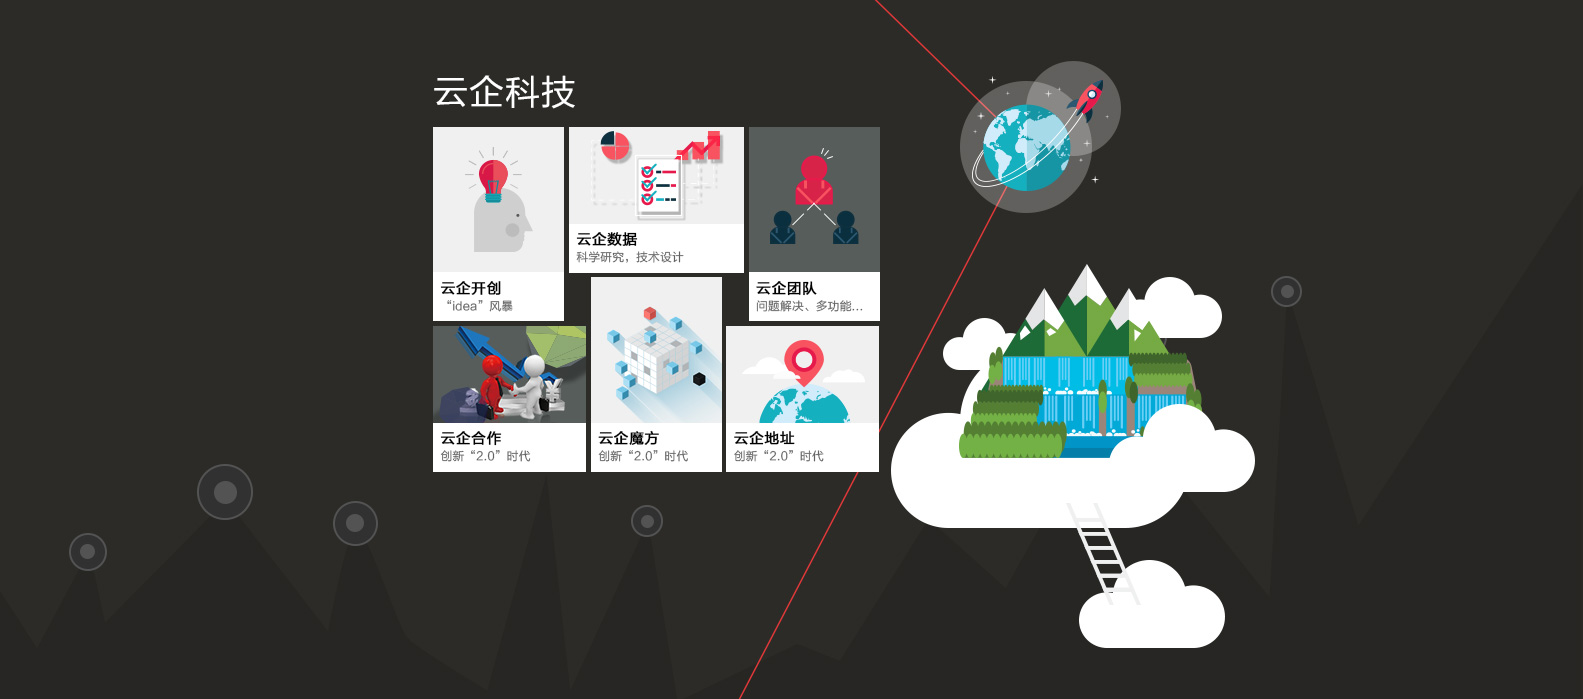 云企科技
云企数据
科学研究，技术设计
云企开创
“idea”风暴
云企团队
问题解决、多功能...
云企合作
创新“2.0”时代
云企魔方
创新“2.0”时代
云企地址
创新“2.0”时代